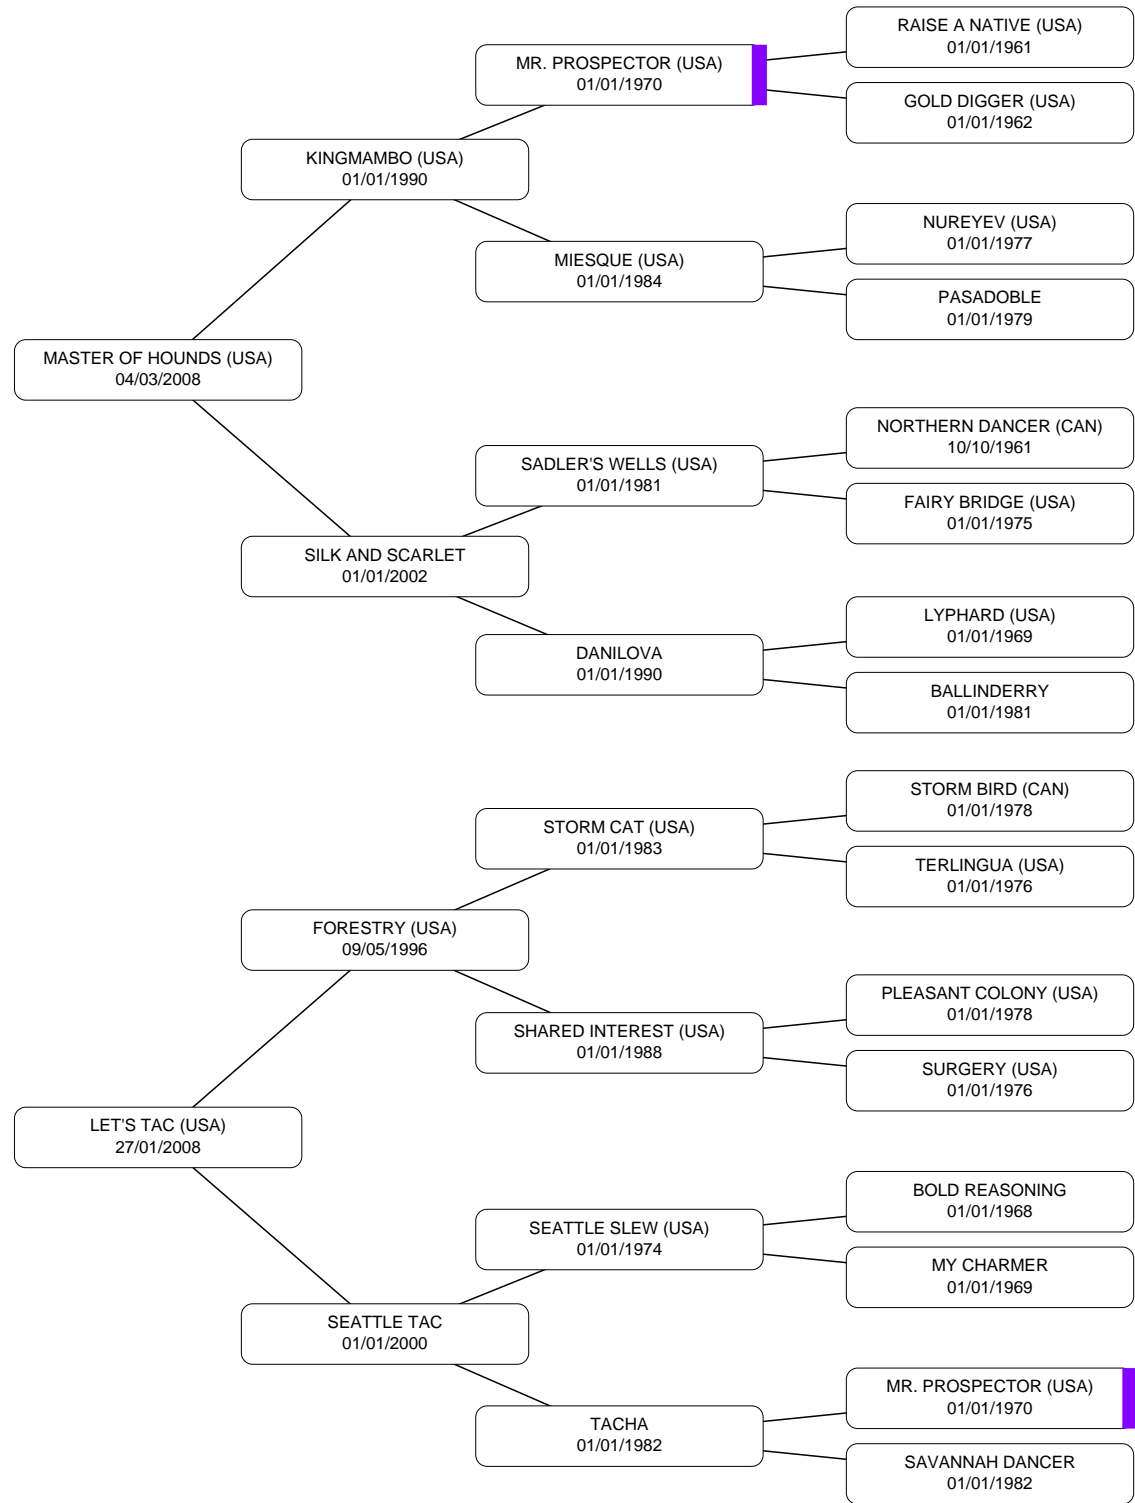 RAISE A NATIVE (USA)
01/01/1961
MR. PROSPECTOR (USA)
01/01/1970
GOLD DIGGER (USA)
01/01/1962
KINGMAMBO (USA)
01/01/1990
NUREYEV (USA)
01/01/1977
MIESQUE (USA)
01/01/1984
PASADOBLE
01/01/1979
MASTER OF HOUNDS (USA)
04/03/2008
NORTHERN DANCER (CAN)
10/10/1961
SADLER'S WELLS (USA)
01/01/1981
FAIRY BRIDGE (USA)
01/01/1975
SILK AND SCARLET
01/01/2002
LYPHARD (USA)
01/01/1969
DANILOVA
01/01/1990
BALLINDERRY
01/01/1981
STORM BIRD (CAN)
01/01/1978
STORM CAT (USA)
01/01/1983
TERLINGUA (USA)
01/01/1976
FORESTRY (USA)
09/05/1996
PLEASANT COLONY (USA)
01/01/1978
SHARED INTEREST (USA)
01/01/1988
SURGERY (USA)
01/01/1976
LET'S TAC (USA)
27/01/2008
BOLD REASONING
01/01/1968
SEATTLE SLEW (USA)
01/01/1974
MY CHARMER
01/01/1969
SEATTLE TAC
01/01/2000
MR. PROSPECTOR (USA)
01/01/1970
TACHA
01/01/1982
SAVANNAH DANCER
01/01/1982